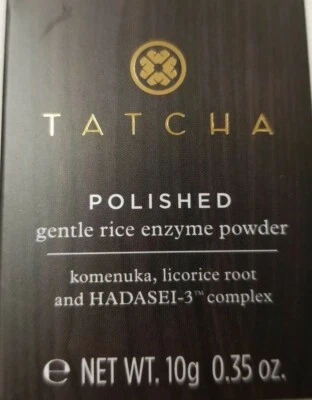 TATCHA
POLISHED
gentle rice enzyme powder
komenuka, licorice root
and HADASEI-3™ complex
℮ NET WT. 10g 0.35 oz.